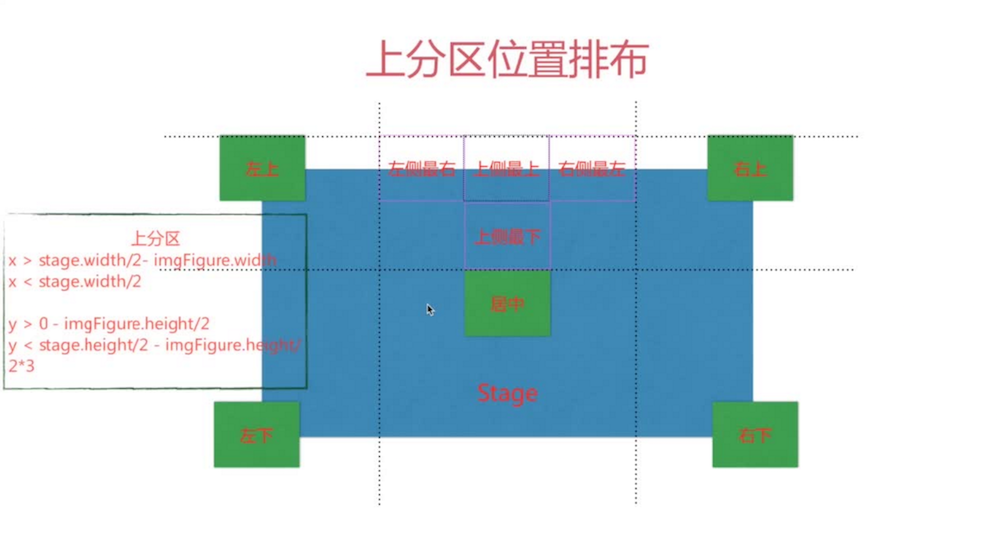 上分区位置排布
左上
左侧最右
上侧最上
右侧最左
右上
上分区
x > stage.width/2- imgFigure.width
x < stage.width/2
y > 0 - imgFigure.height/2
y < stage.height/2 - imgFigure.height/
2*3
上侧最下
居中
Stage
左下
右下